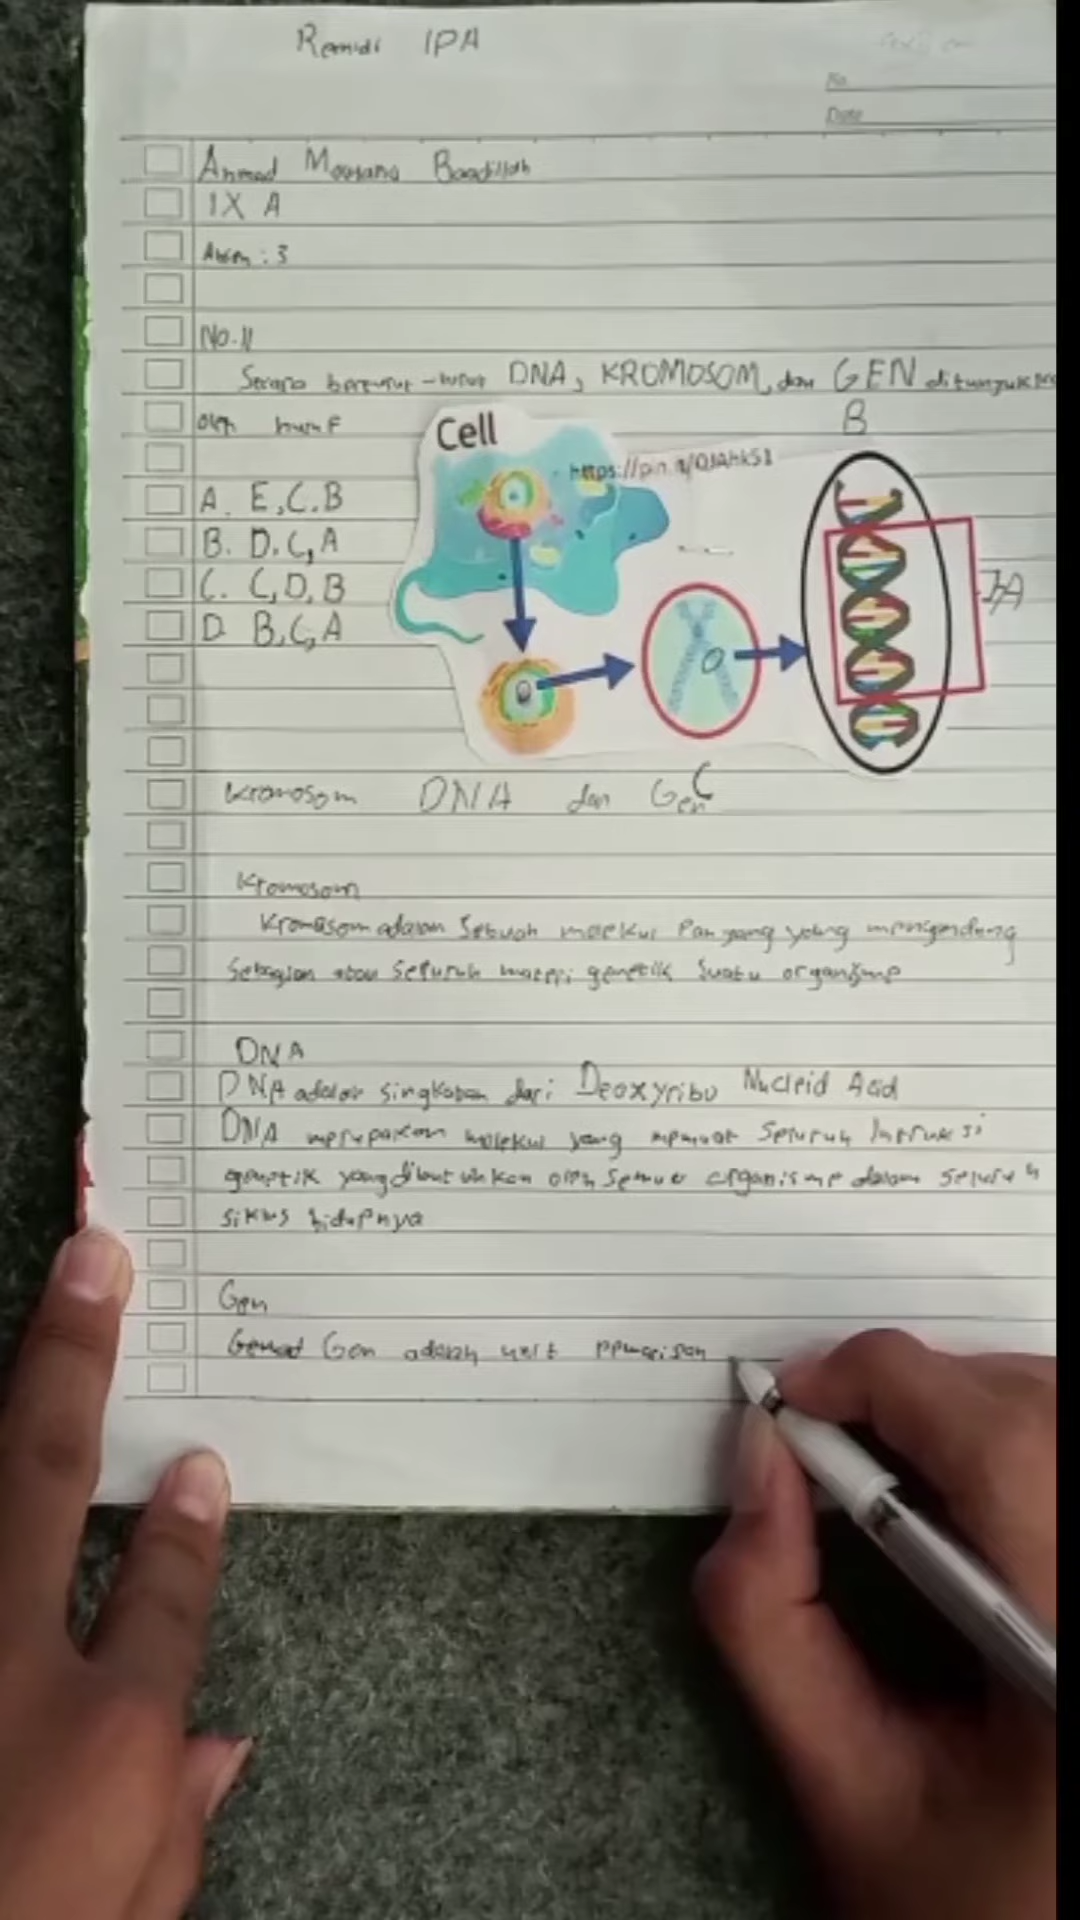 Remidi IPA
No
Date
Ahmad Maulana Baadillah
IX A
Absen : 3
No. 11
Secara berturut-turut DNA, KROMOSOM, dan GEN ditunjukkan
oleh huruf
B
Cell
A. E, C, B
B. D, C, A
C. C, D, B
D. B, C, A
A
C
Kromosom DNA dan Gen
Kromosom
Kromosom adalah sebuah molekul panjang yang mengandung
sebagian atau seluruh materi genetik suatu organisme
DNA
DNA adalah singkatan dari Deoxyribo Nucleid Acid
DNA merupakan molekul yang memuat seluruh intruksi
genetik yang dibutuhkan oleh semua organisme dalam seluruh
siklus hidupnya
Gen
Gen adalah unit pewarisan